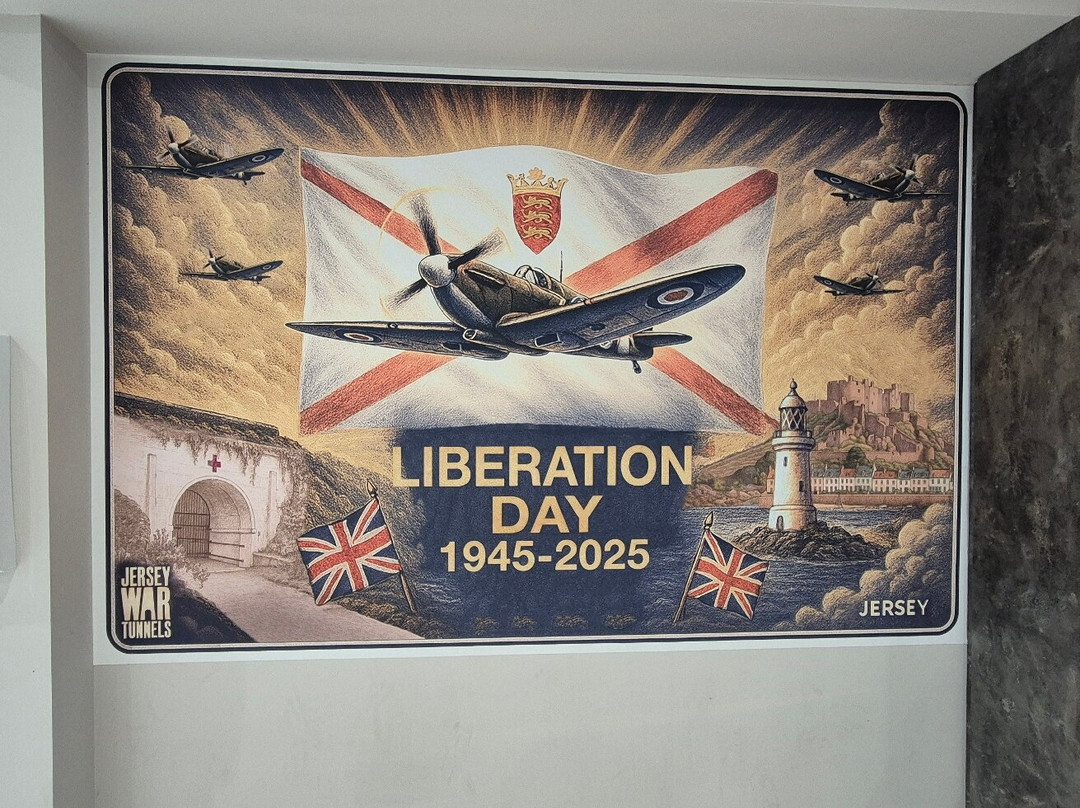 LIBERATION
DAY
1945-2025
JERSEY
WAR
TUNNELS
JERSEY